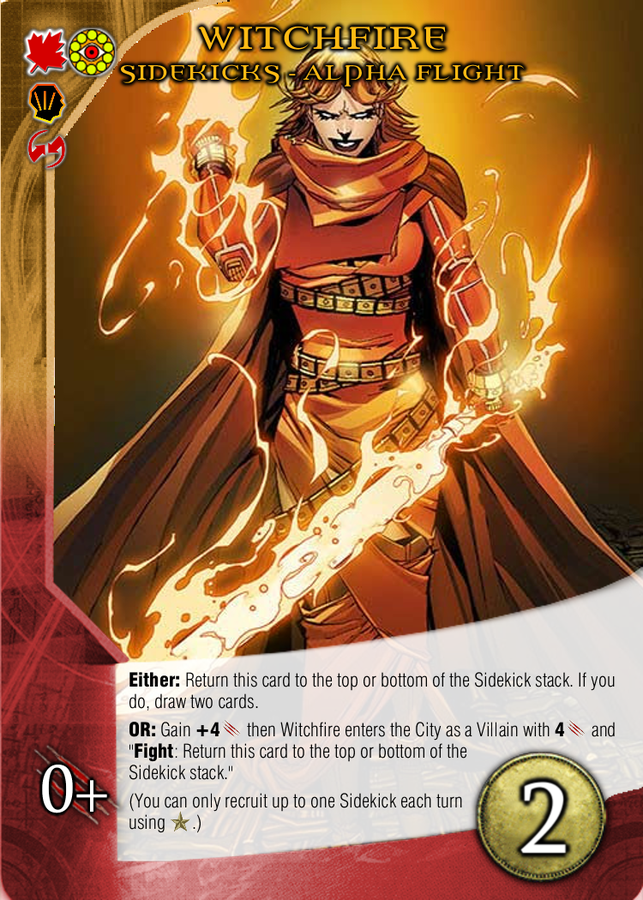 WITCHFIRE
SIDEKICKS - ALPHA FLIGHT
Either: Return this card to the top or bottom of the Sidekick stack. If you
do, draw two cards.
OR: Gain +4 then Witchfire enters the City as a Villain with 4 and
"Fight: Return this card to the top or bottom of the
Sidekick stack."
(You can only recruit up to one Sidekick each turn
using .)
0+
2